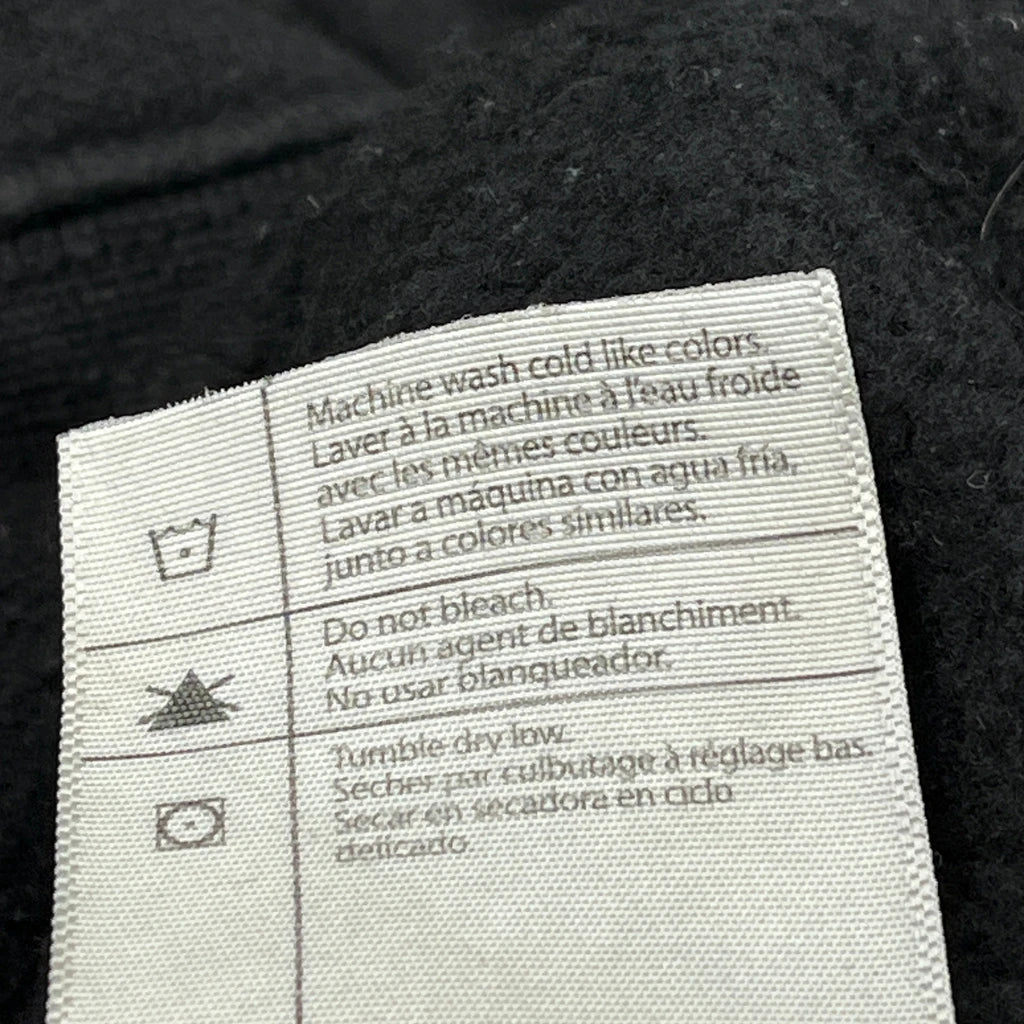 Machine wash cold like colors.
Laver à la machine à l'eau froide
avec les mêmes couleurs.
Lavar a máquina con agua fría,
junto a colores similares.
Do not bleach.
Aucun agent de blanchiment.
No usar blanqueador.
Tumble dry low.
Sécher par culbutage à réglage bas.
Secar en secadora en ciclo
delicado.